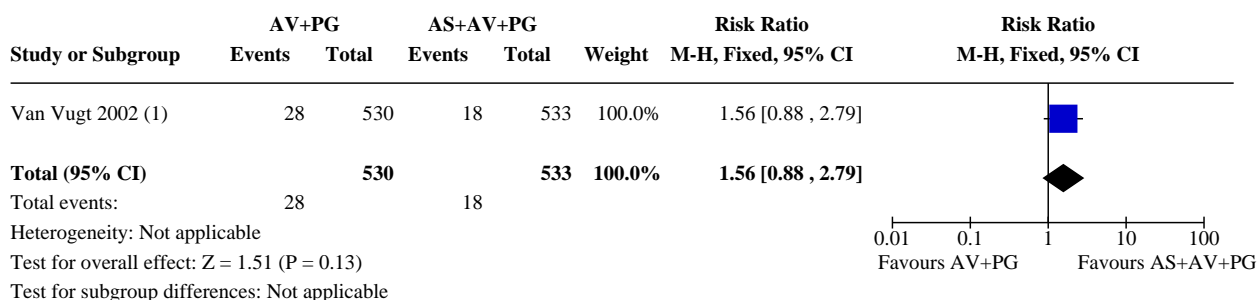 AV+PG AS+AV+PG Risk Ratio Risk Ratio
Study or Subgroup Events Total Events Total Weight M-H, Fixed, 95% CI M-H, Fixed, 95% CI
Van Vugt 2002 (1) 28 530 18 533 100.0% 1.56 [0.88 , 2.79]
Total (95% CI) 530 533 100.0% 1.56 [0.88 , 2.79]
Total events: 28 18
Heterogeneity: Not applicable
0.01 0.1 1 10 100
Test for overall effect: Z = 1.51 (P = 0.13)
Favours AV+PG Favours AS+AV+PG
Test for subgroup differences: Not applicable